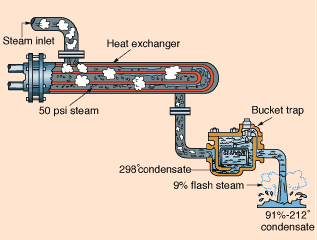 Steam inlet
Heat exchanger
50 psi steam
Bucket trap
298°condensate
9% flash steam
91%-212°
condensate